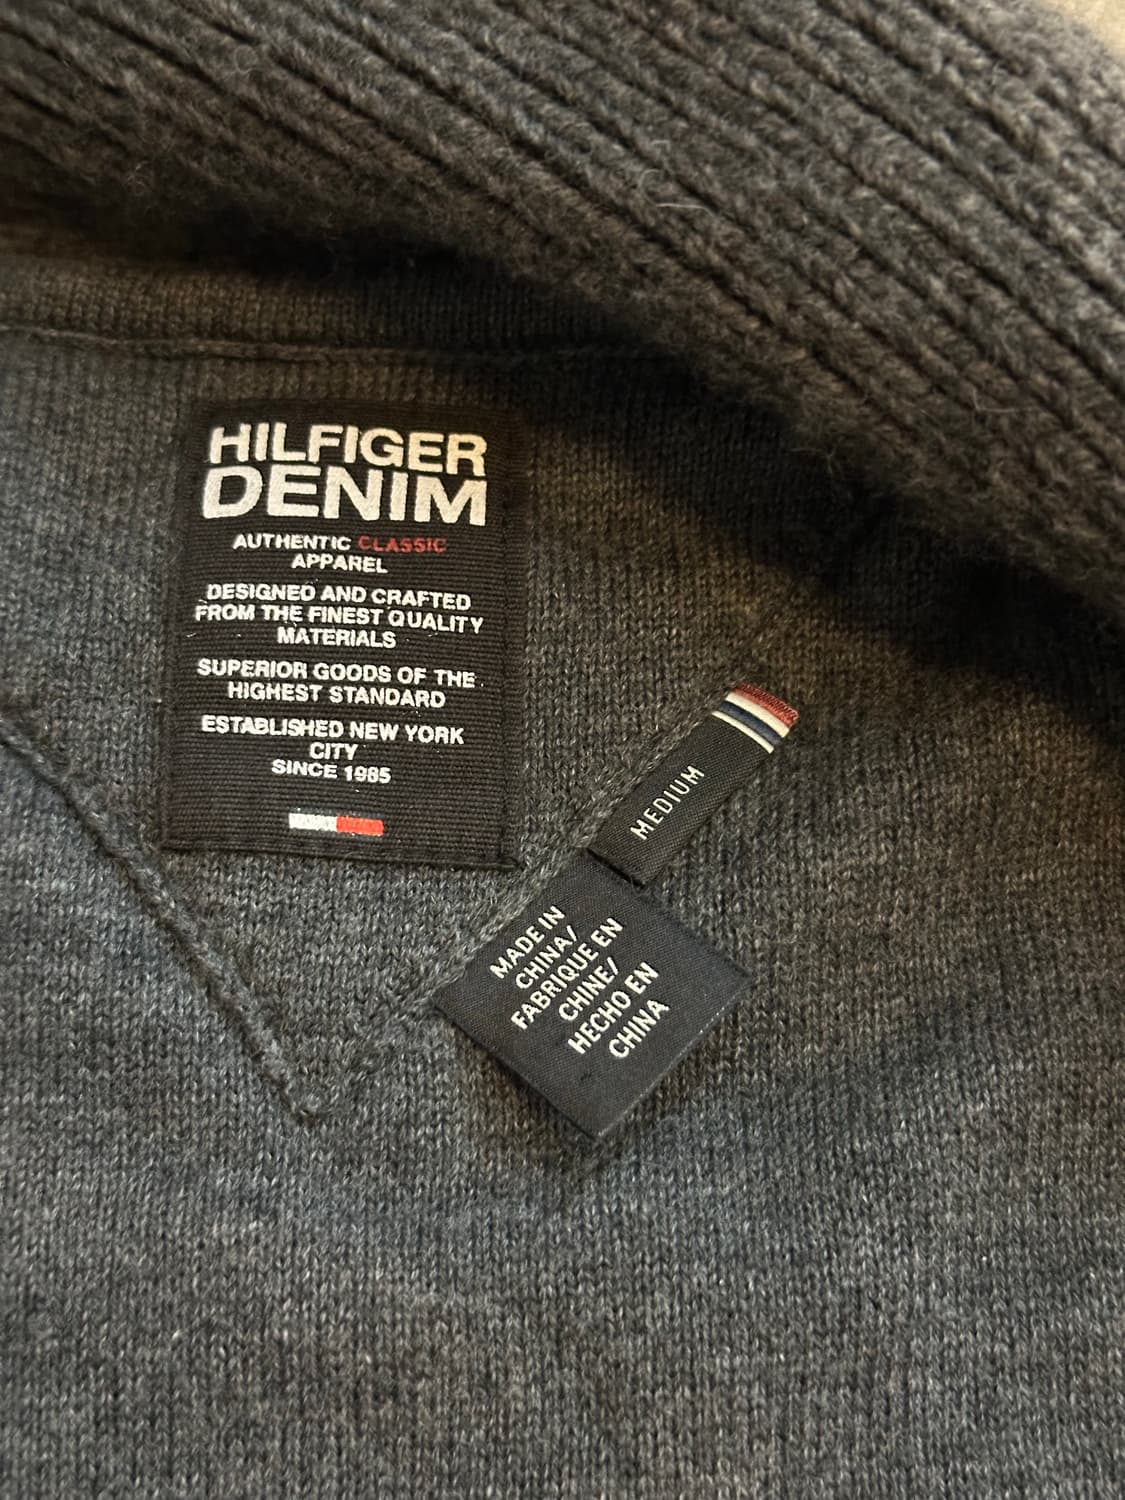 HILFIGER
DENIM
AUTHENTIC CLASSIC
APPAREL
DESIGNED AND CRAFTED
FROM THE FINEST QUALITY
MATERIALS
SUPERIOR GOODS OF THE
HIGHEST STANDARD
ESTABLISHED NEW YORK
CITY
SINCE 1985
MEDIUM
MADE IN
CHINA/
FABRIQUE EN
CHINE/
HECHO EN
CHINA